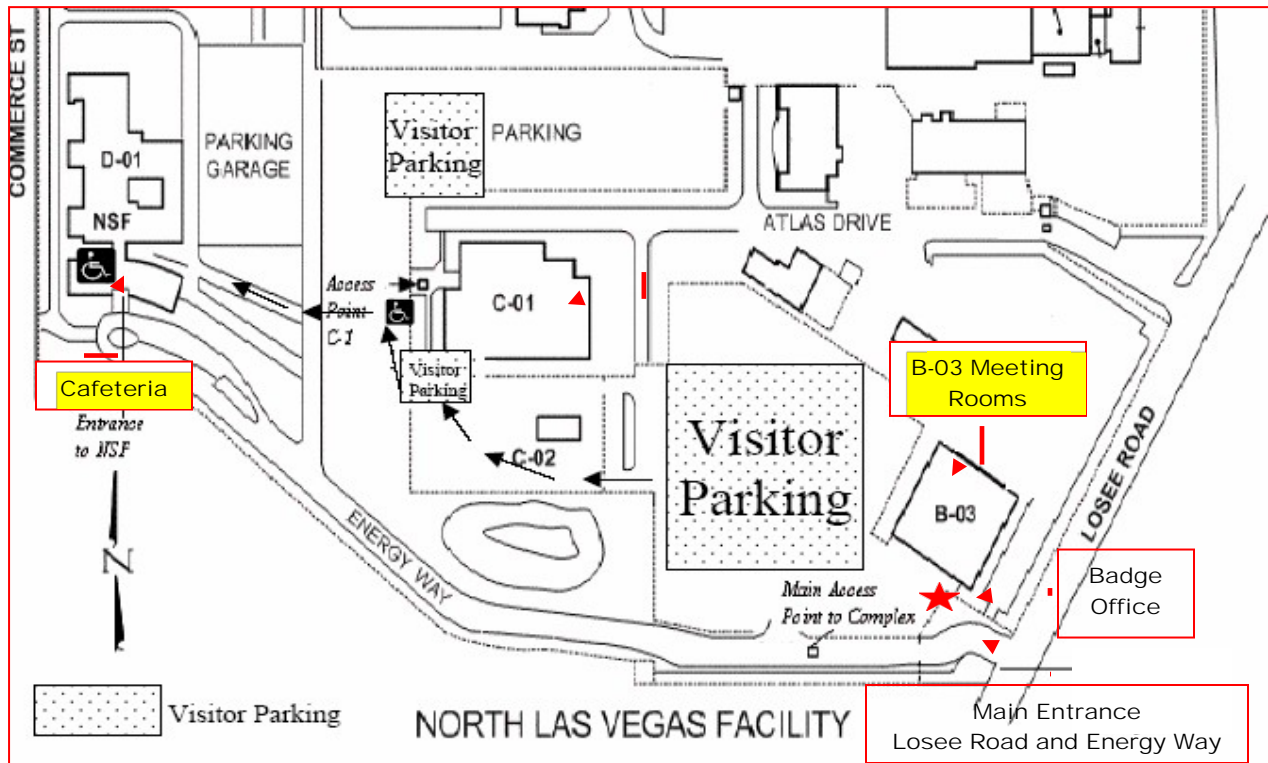 COMMERCE ST
D-01
NSF
PARKING
GARAGE
Visitor
Parking
PARKING
ATLAS DRIVE
Access
Point
C-1
C-01
Visitor
Parking
Cafeteria
Entrance
to NSF
N
C-02
Visitor
Parking
B-03 Meeting
Rooms
B-03
LOSEE ROAD
ENERGY WAY
Main Access
Point to Complex
Badge
Office
Main Entrance
Losee Road and Energy Way
Visitor Parking
NORTH LAS VEGAS FACILITY